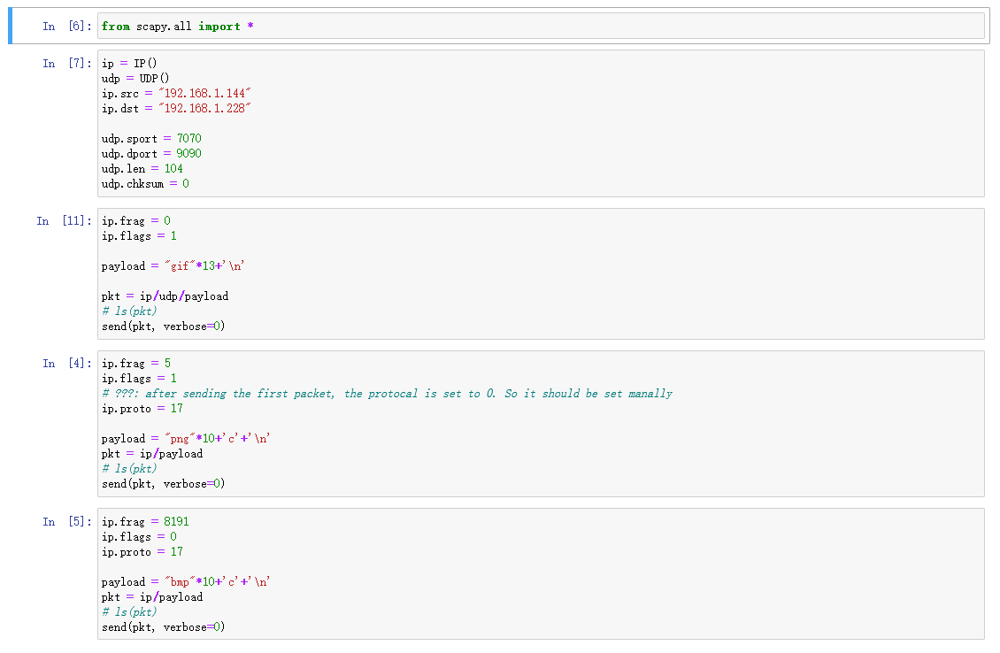 In [6]: from scapy.all import *
In [7]: ip = IP()
udp = UDP()
ip.src = "192.168.1.144"
ip.dst = "192.168.1.228"
udp.sport = 7070
udp.dport = 9090
udp.len = 104
udp.chksum = 0
In [11]: ip.frag = 0
ip.flags = 1
payload = "gif"*13+'\n'
pkt = ip/udp/payload
# ls(pkt)
send(pkt, verbose=0)
In [4]: ip.frag = 5
ip.flags = 1
# ???: after sending the first packet, the protocal is set to 0. So it should be set manally
ip.proto = 17
payload = "png"*10+'c'+'\n'
pkt = ip/payload
# ls(pkt)
send(pkt, verbose=0)
In [5]: ip.frag = 8191
ip.flags = 0
ip.proto = 17
payload = "bmp"*10+'c'+'\n'
pkt = ip/payload
# ls(pkt)
send(pkt, verbose=0)